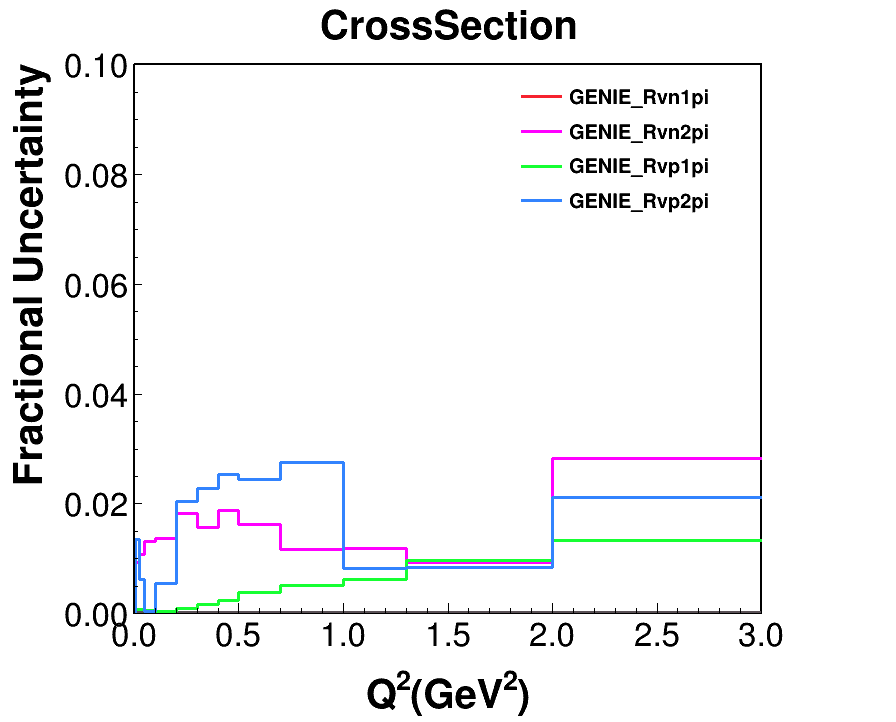 CrossSection
Fractional Uncertainty
0.10
0.08
0.06
0.04
0.02
0.00
GENIE_Rvn1pi
GENIE_Rvn2pi
GENIE_Rvp1pi
GENIE_Rvp2pi
0.0 0.5 1.0 1.5 2.0 2.5 3.0
Q²(GeV²)